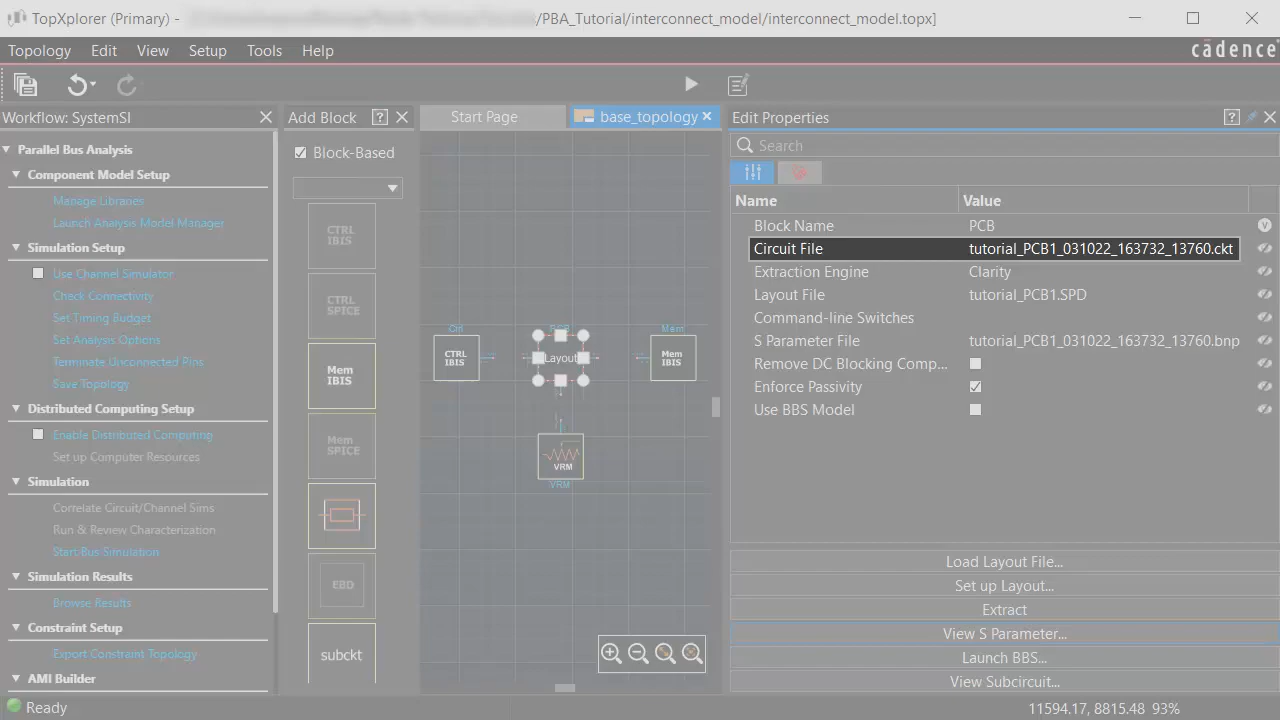 TopXplorer (Primary) - /PBA_Tutorial/interconnect_model/interconnect_model.topx]
Topology Edit View Setup Tools Help
cādence
Workflow: SystemSI
Parallel Bus Analysis
Component Model Setup
Manage Libraries
Launch Analysis Model Manager
Simulation Setup
Use Channel Simulator
Check Connectivity
Set Timing Budget
Set Analysis Options
Terminate Unconnected Pins
Save Topology
Distributed Computing Setup
Enable Distributed Computing
Set up Computer Resources
Simulation
Correlate Circuit/Channel Sims
Run & Review Characterization
Start Bus Simulation
Simulation Results
Browse Results
Constraint Setup
Export Constraint Topology
AMI Builder
Add Block ?
Block-Based
CTRL
IBIS
CTRL
SPICE
Mem
IBIS
Mem
SPICE
EBD
subckt
Start Page
base_topology
Ctrl
CTRL
IBIS
PCB
Layout
Mem
Mem
IBIS
VRM
VRM
Edit Properties ?
Search
Name Value
Block Name PCB V
Circuit File tutorial_PCB1_031022_163732_13760.ckt
Extraction Engine Clarity
Layout File tutorial_PCB1.SPD
Command-line Switches
S Parameter File tutorial_PCB1_031022_163732_13760.bnp
Remove DC Blocking Comp...
Enforce Passivity
Use BBS Model
Load Layout File...
Set up Layout...
Extract
View S Parameter...
Launch BBS...
View Subcircuit...
Ready
11594.17, 8815.48 93%